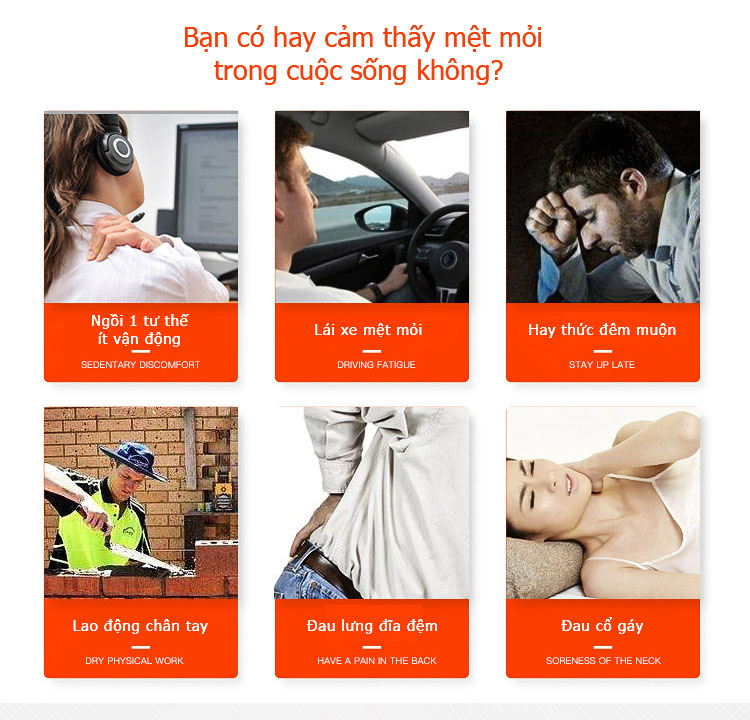 Bạn có hay cảm thấy mệt mỏi
trong cuộc sống không?
Ngồi 1 tư thế
ít vận động
SEDENTARY DISCOMFORT
Lái xe mệt mỏi
DRIVING FATIGUE
Hay thức đêm muộn
STAY UP LATE
Lao động chân tay
DRY PHYSICAL WORK
Đau lưng đĩa đệm
HAVE A PAIN IN THE BACK
Đau cổ gáy
SORENESS OF THE NECK